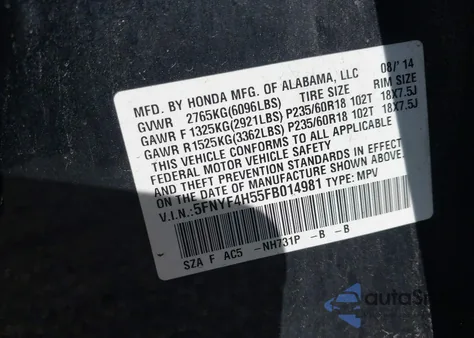 MFD. BY HONDA MFG. OF ALABAMA, LLC 08/'14
GVWR 2765KG(6096LBS) TIRE SIZE RIM SIZE
GAWR F 1325KG(2921LBS) P235/60R18 102T 18X7.5J
GAWR R1525KG(3362LBS) P235/60R18 102T 18X7.5J
THIS VEHICLE CONFORMS TO ALL APPLICABLE
FEDERAL MOTOR VEHICLE SAFETY
AND THEFT PREVENTION STANDARDS IN EFFECT
ON THE DATE OF MANUFACTURE SHOWN ABOVE.
V.I.N.:5FNYF4H55FB014981 TYPE: MPV
SZA F AC5 -NH731P -B -B